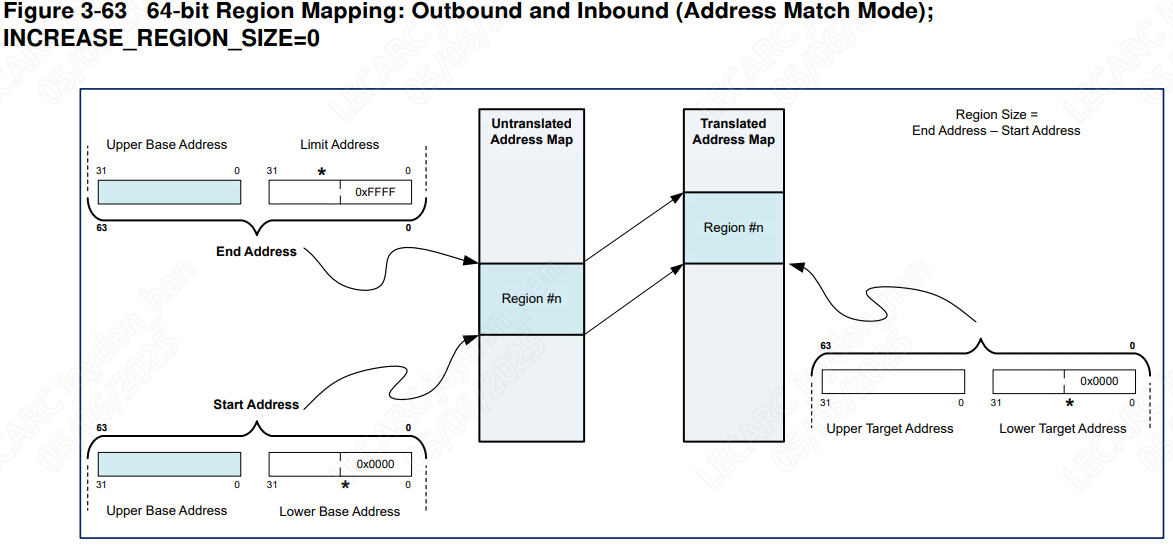 Figure 3-63 64-bit Region Mapping: Outbound and Inbound (Address Match Mode);
INCREASE_REGION_SIZE=0
Untranslated
Address Map
Translated
Address Map
Region Size =
End Address – Start Address
Upper Base Address
Limit Address
31
0
31
*
0
0xFFFF
63
0
End Address
Region #n
Region #n
Start Address
63
0
0x0000
31
0
31
*
0
Upper Base Address
Lower Base Address
63
0
0x0000
31
0
31
*
0
Upper Target Address
Lower Target Address